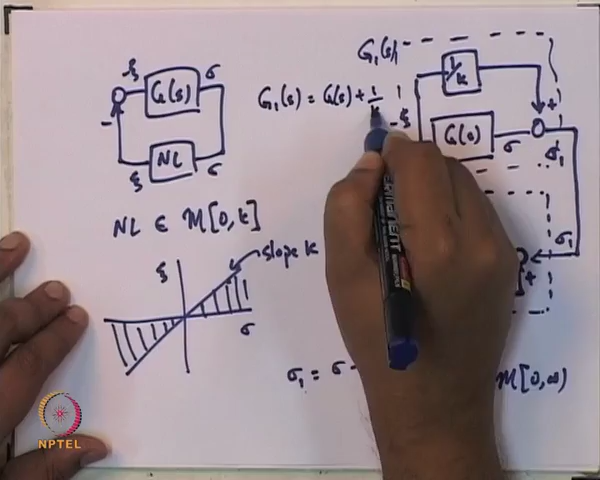 ξ
G(s)
σ
-
NL
ξ
σ
NL ∈ M[0, k]
ξ
slope k
σ
G₁(s) = G(s) + 1/k
G₁(s)
1/k
-ξ
G(s)
σ
+
σ₁
σ₁
+
σ₁ = σ -
M[0, ∞)
NPTEL